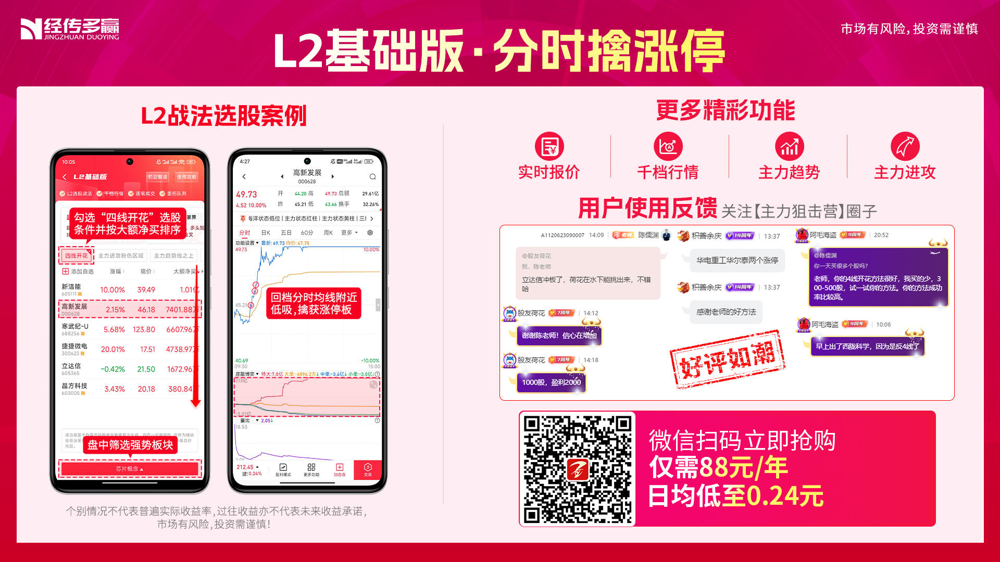 经传多赢
JINGZHUAN DUOYING
L2基础版·分时擒涨停
市场有风险,投资需谨慎
L2战法选股案例
10:05
L2基础版
机会解读
使用攻略
L2选股战法
千档行情
逐笔成交
委托队列
勾选“四线开花”选股
条件并按大额净买排序
家界
多头短
金叉
四线开花
主力进攻粉色区域
主力趋势线之上
添加自选
涨幅
现价
大额净买
新洁能
605111 融
10.00%
39.49
1.01亿
高新发展
000628
2.15%
46.18
7401.88万
寒武纪-U
688256 融
5.68%
123.80
6607.96万
捷捷微电
300623 融
20.01%
17.51
4738.97万
立达信
605365
-0.42%
21.50
1672.96万
晶方科技
603005 融
3.43%
20.18
380.84万
盘中筛选强势板块
芯片概念
4:27
高新发展
000628
49.73
4.52 10.00%
开 44.20 高 49.73 总额 29.61亿
昨 45.21 低 43.66 换手 32.26%
海洋状态低位 | 主力状态红柱 | 主力状态黄柱 | 三
分时
日K
五日
60分
周K
更多
功能设置
最新: 49.73 均价: 47.78
49.73
10.00%
45.21
回档分时均线附近
低吸,擒获涨停板
40.69
-10.00%
09:30
15:00
庄散博弈
特大:7.0亿 大单:-6896.2万↓ 中单:-3.4亿↓ 小单:-3.0亿↓
7.13亿
-3.37亿
量比
2.05↓
18.53
212.45
建:0.24%
盈利模式
更多功能
加自选
交易
个别情况不代表普遍实际收益率,过往收益亦不代表未来收益承诺,
市场有风险,投资需谨慎!
更多精彩功能
实时报价
千档行情
主力趋势
主力进攻
用户使用反馈 关注【主力狙击营】圈子
A1120623090007 14:09
老师
陈儒渊
@股友荷花
我,陈老师
立达信冲板了,荷花在水下能挑出来,不错
哈
股友荷花 7周年 14:12
谢谢陈老师!信心在增加
股友荷花 7周年 14:18
1000股,盈利2000
积善余庆 14周年 13:37
华电重工华尔泰两个涨停
积善余庆 14周年 13:37
感谢老师的好方法
好评如潮
阿毛海盗 9周年 20:52
@陈儒渊
你一天买很多个股吗?
老师,你的4线开花方法很好,我买的少,3
00-500股,试一试你的方法。你的方法成功
率比较高。
阿毛海盗 9周年 10:06
早上出了西陇科学,因为是反4线了
微信扫码立即抢购
仅需88元/年
日均低至0.24元